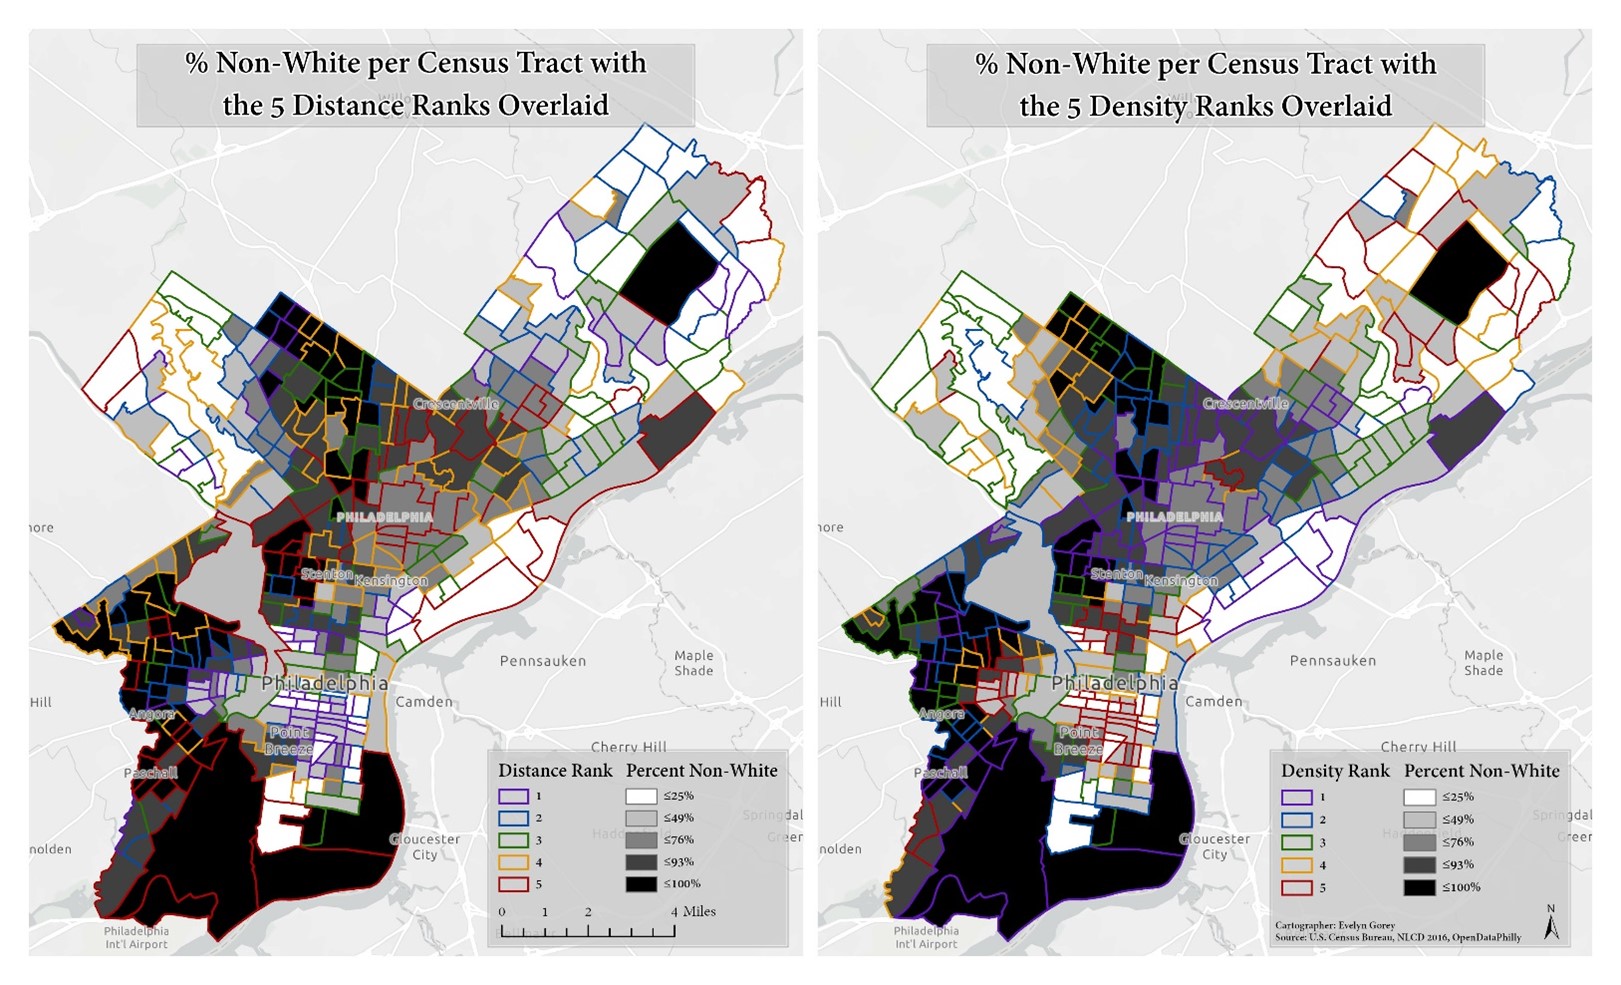 % Non-White per Census Tract with
the 5 Distance Ranks Overlaid
Crescentville
PHILADELPHIA
Stenton
Kensington
Pennsauken
Maple
Shade
Philadelphia
Camden
Hill
Angora
Point
Breeze
Cherry Hill
Paschall
Gloucester
City
nolden
Philadelphia
Int'l Airport
more
Springdal
Green
Haddonfield
Distance Rank
Percent Non-White
1
≤25%
2
≤49%
3
≤76%
4
≤93%
5
≤100%
0 1 2 4 Miles
% Non-White per Census Tract with
the 5 Density Ranks Overlaid
Crescentville
PHILADELPHIA
Stenton
Kensington
Pennsauken
Maple
Shade
Philadelphia
Camden
Hill
Angora
Point
Breeze
Cherry Hill
Paschall
Gloucester
City
nolden
Philadelphia
Int'l Airport
ore
Springdal
Green
Haddonfield
Density Rank
Percent Non-White
1
≤25%
2
≤49%
3
≤76%
4
≤93%
5
≤100%
N
Cartographer: Evelyn Gorey
Source: U.S. Census Bureau, NLCD 2016, OpenDataPhilly